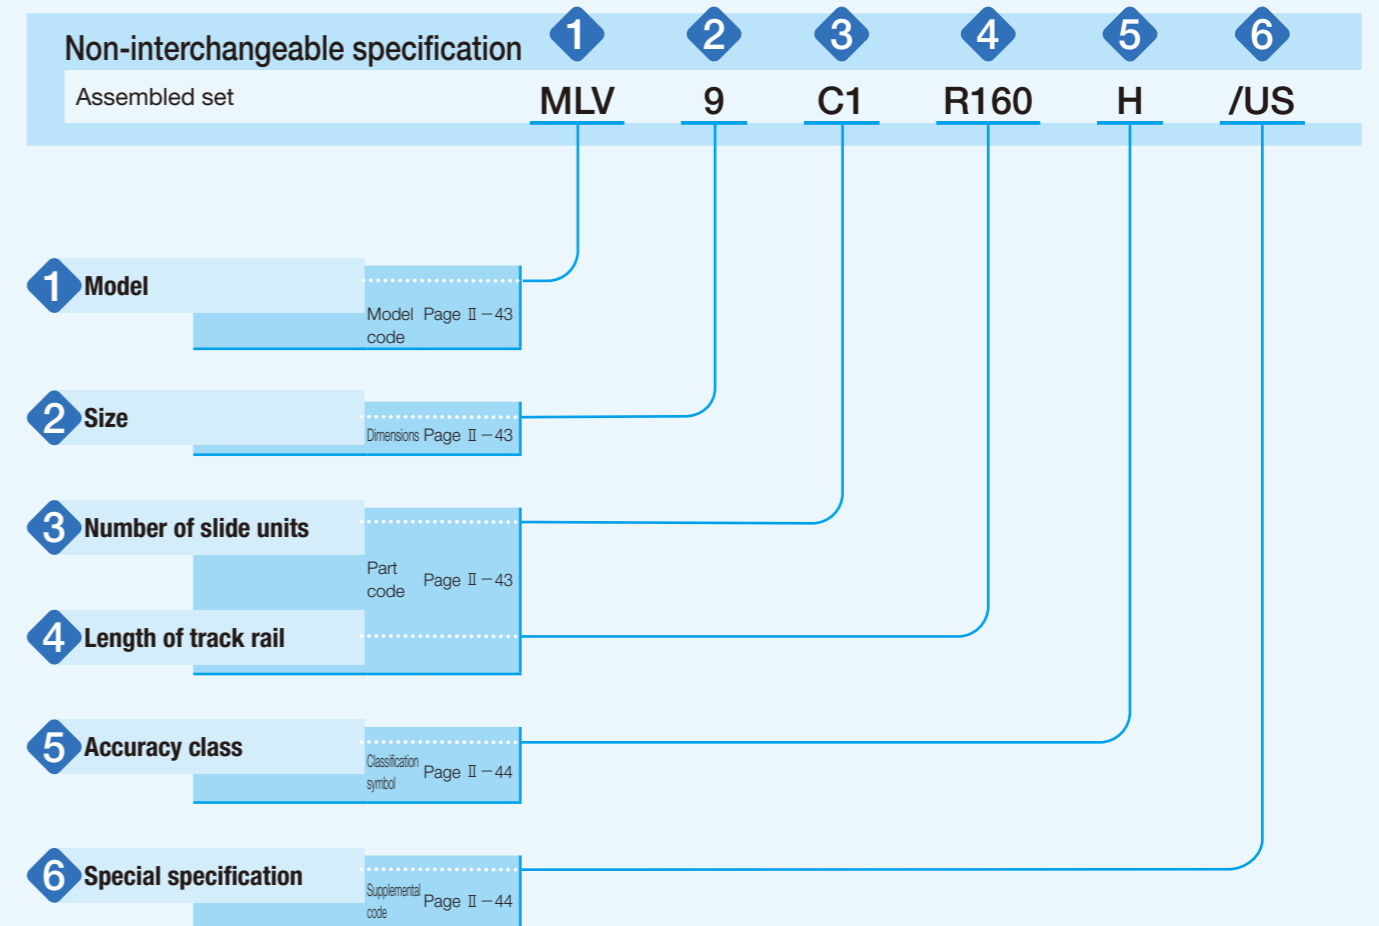 Non-interchangeable specification 1 2 3 4 5 6
Assembled set MLV 9 C1 R160 H /US
1 Model
Model code Page Ⅱ－43
2 Size
Dimensions Page Ⅱ－43
3 Number of slide units
Part code Page Ⅱ－43
4 Length of track rail
5 Accuracy class
Classification symbol Page Ⅱ－44
6 Special specification
Supplemental code Page Ⅱ－44